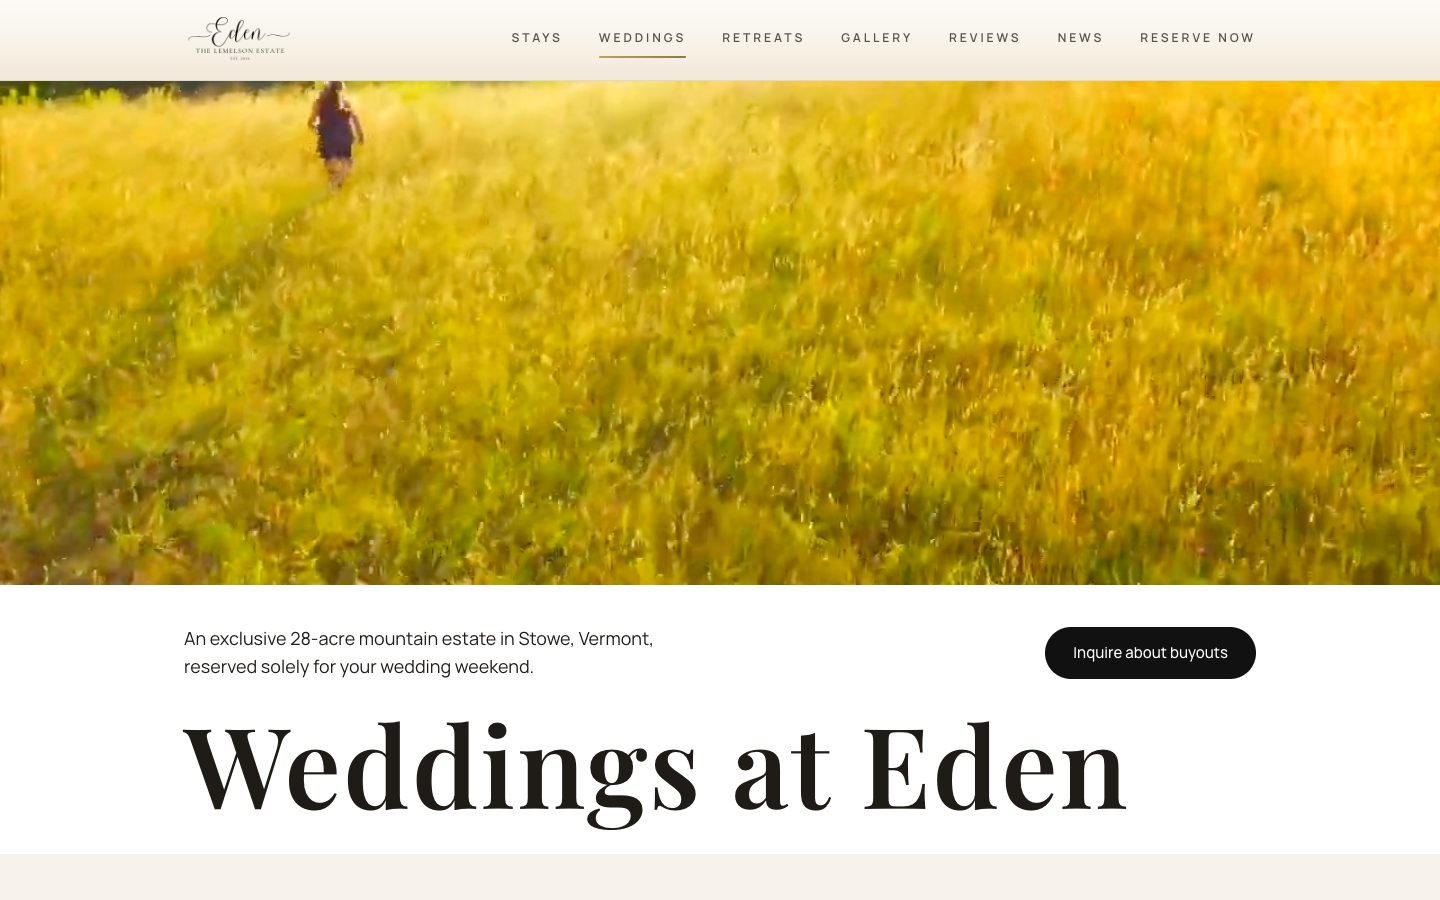 Eden
THE LEMELSON ESTATE
STAYS
WEDDINGS
RETREATS
GALLERY
REVIEWS
NEWS
RESERVE NOW
An exclusive 28-acre mountain estate in Stowe, Vermont,
reserved solely for your wedding weekend.
Inquire about buyouts
Weddings at Eden